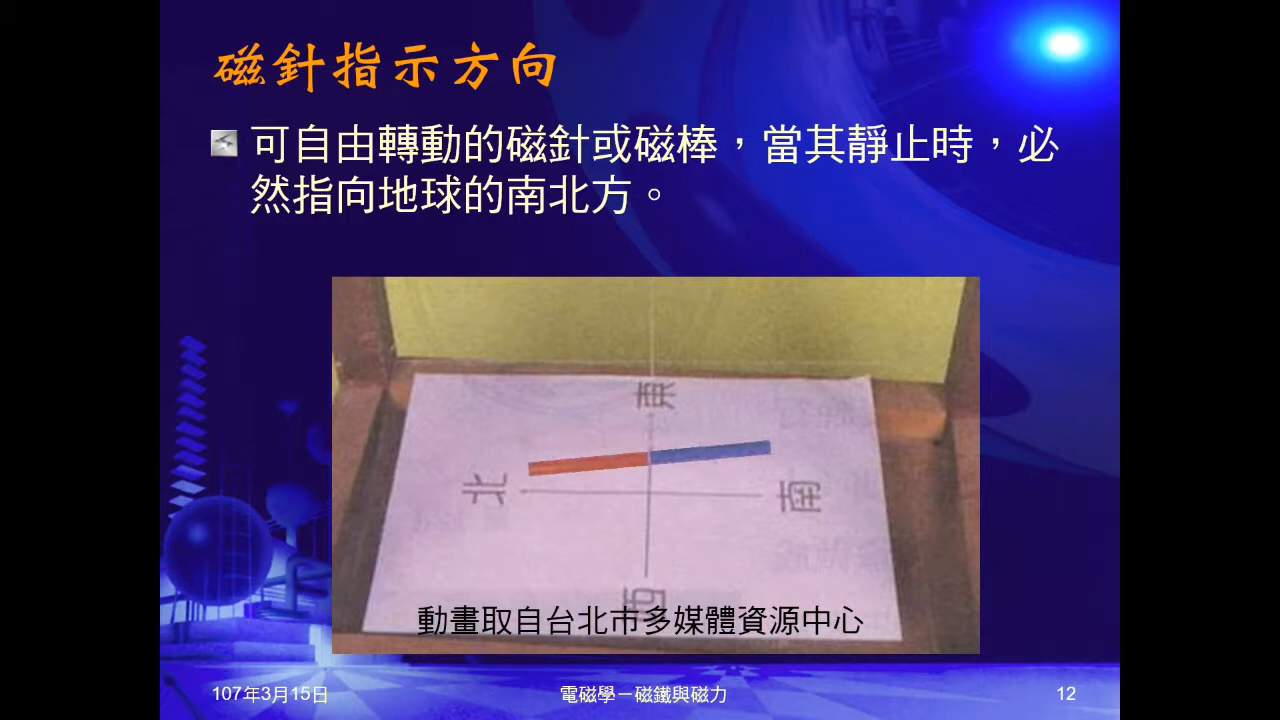 磁針指示方向
可自由轉動的磁針或磁棒，當其靜止時，必
然指向地球的南北方。
東
北
南
西
動畫取自台北市多媒體資源中心
107年3月15日
電磁學－磁鐵與磁力
12